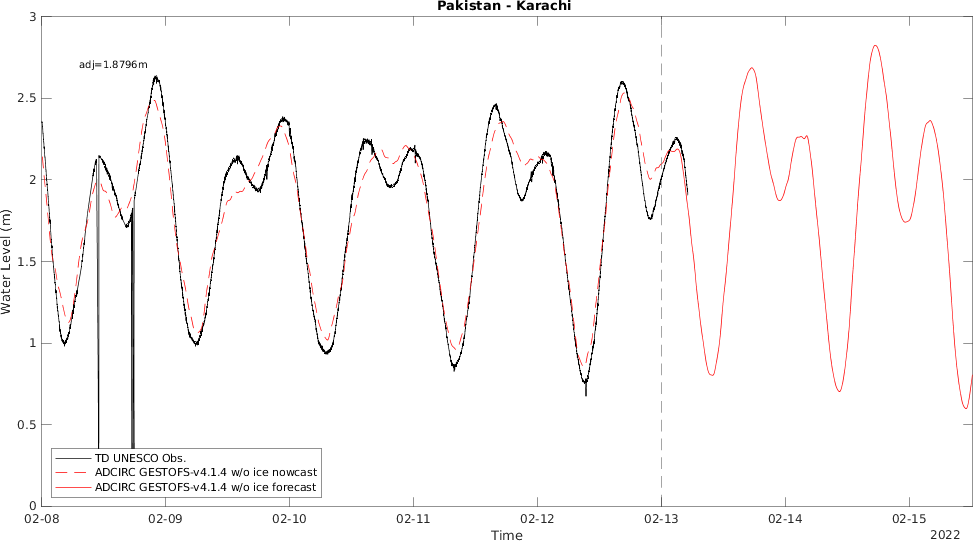 Pakistan - Karachi
3
adj=1.8796m
2.5
2
1.5
1
0.5
0
Water Level (m)
TD UNESCO Obs.
ADCIRC GESTOFS-v4.1.4 w/o ice nowcast
ADCIRC GESTOFS-v4.1.4 w/o ice forecast
02-08 02-09 02-10 02-11 02-12 02-13 02-14 02-15
Time
2022